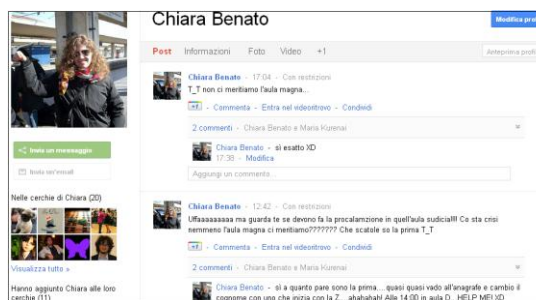 Chiara Benato
Modifica pro
Post Informazioni Foto Video +1
Anteprima profi
Chiara Benato - 17:04 - Con restrizioni
T_T non ci meritiamo l'aula magna...
+1 - Commenta - Entra nel videoritrovo - Condividi
2 commenti - Chiara Benato e Maria Kurenai
Chiara Benato - sì esatto XD
17:38 - Modifica
Aggiungi un commento...
Invia un messaggio
Invia un'email
Nelle cerchie di Chiara (20)
Visualizza tutto »
Hanno aggiunto Chiara alle loro
cerchie (11)
Chiara Benato - 12:42 - Con restrizioni
Uffaaaaaaaa ma guarda te se devono fa la procalamzione in quell'aula sudicia!!!! Co sta crisi
nemmeno l'aula magna ci meritiamo??????? Che scatole so la prima T_T
+1 - Commenta - Entra nel videoritrovo - Condividi
2 commenti - Chiara Benato e Maria Kurenai
Chiara Benato - sì a quanto pare sono la prima.... quasi quasi vado all'anagrafe e cambio il
cognome con uno che inizia con la Z... ahahahah! Alle 14:00 in aula D.. HELP ME! XD